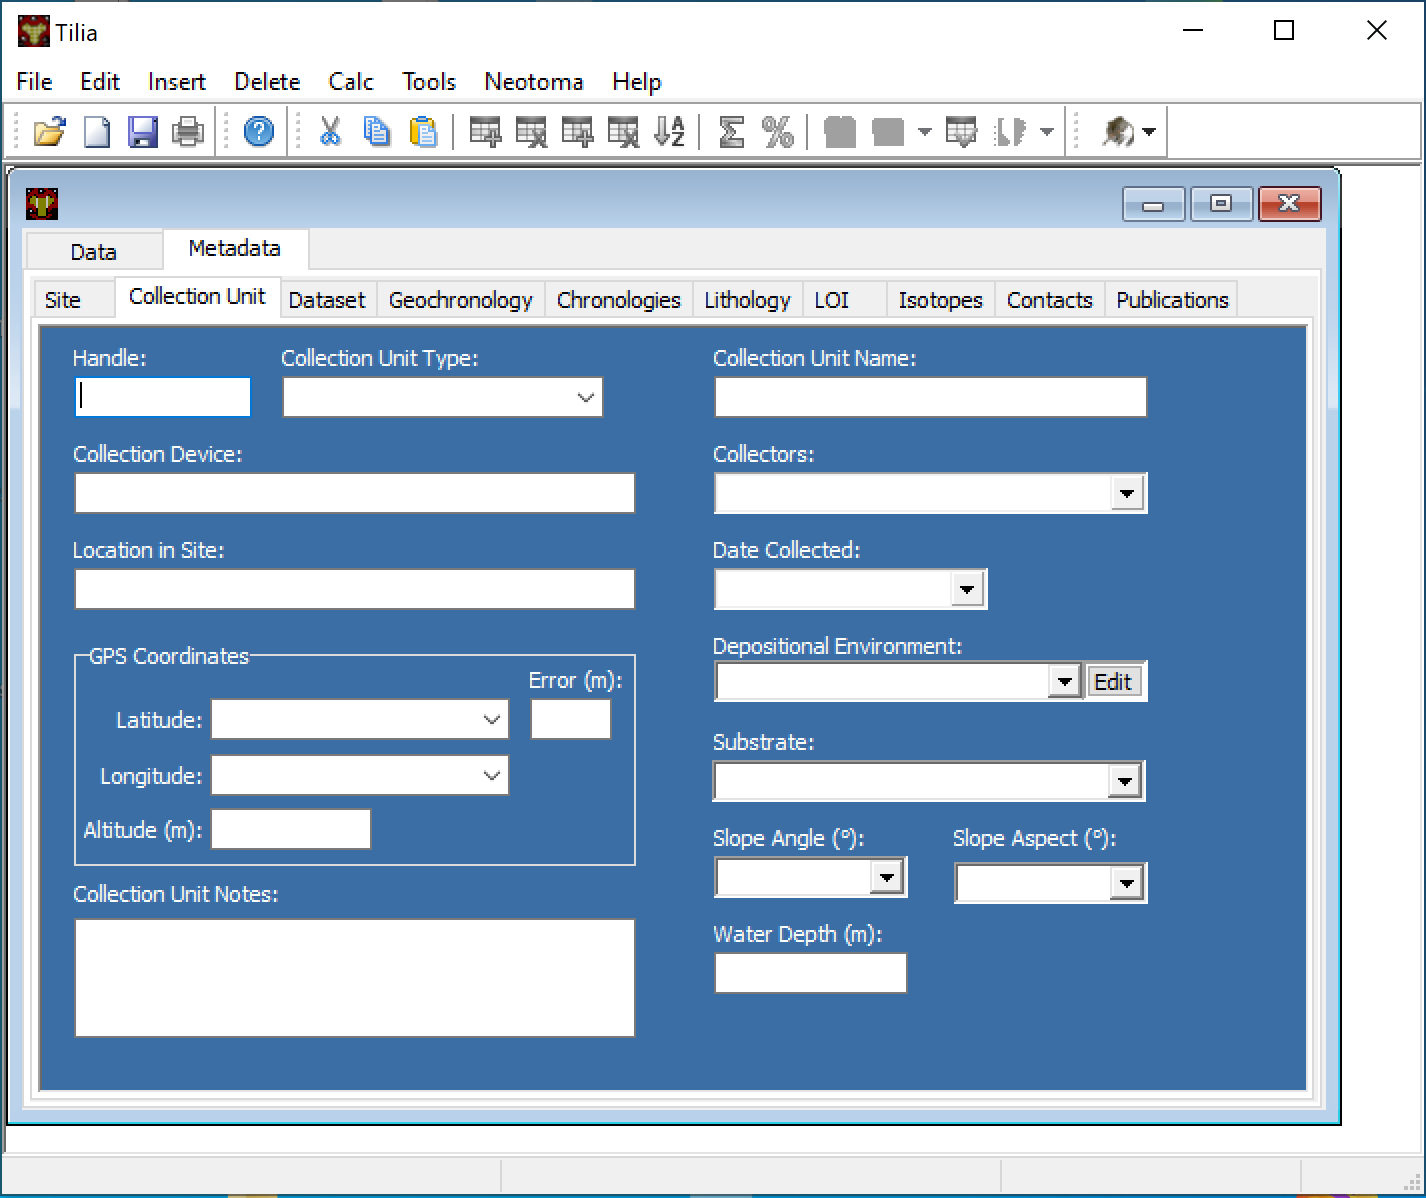 Tilia
File Edit Insert Delete Calc Tools Neotoma Help
Data Metadata
Site Collection Unit Dataset Geochronology Chronologies Lithology LOI Isotopes Contacts Publications
Handle: Collection Unit Type: Collection Unit Name:
Collection Device: Collectors:
Location in Site: Date Collected:
GPS Coordinates Depositional Environment:
Error (m): Edit
Latitude:
Substrate:
Longitude:
Altitude (m): Slope Angle (º): Slope Aspect (º):
Collection Unit Notes:
Water Depth (m):